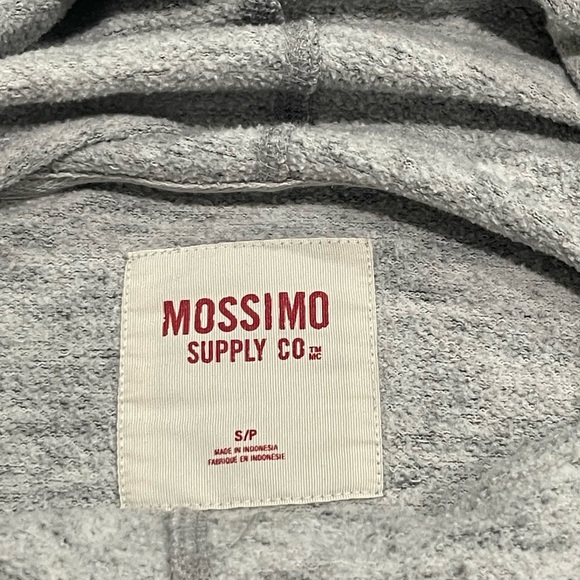 MOSSIMO
SUPPLY CO TM MC
S/P
MADE IN INDONESIA
FABRIQUÉ EN INDONÉSIE